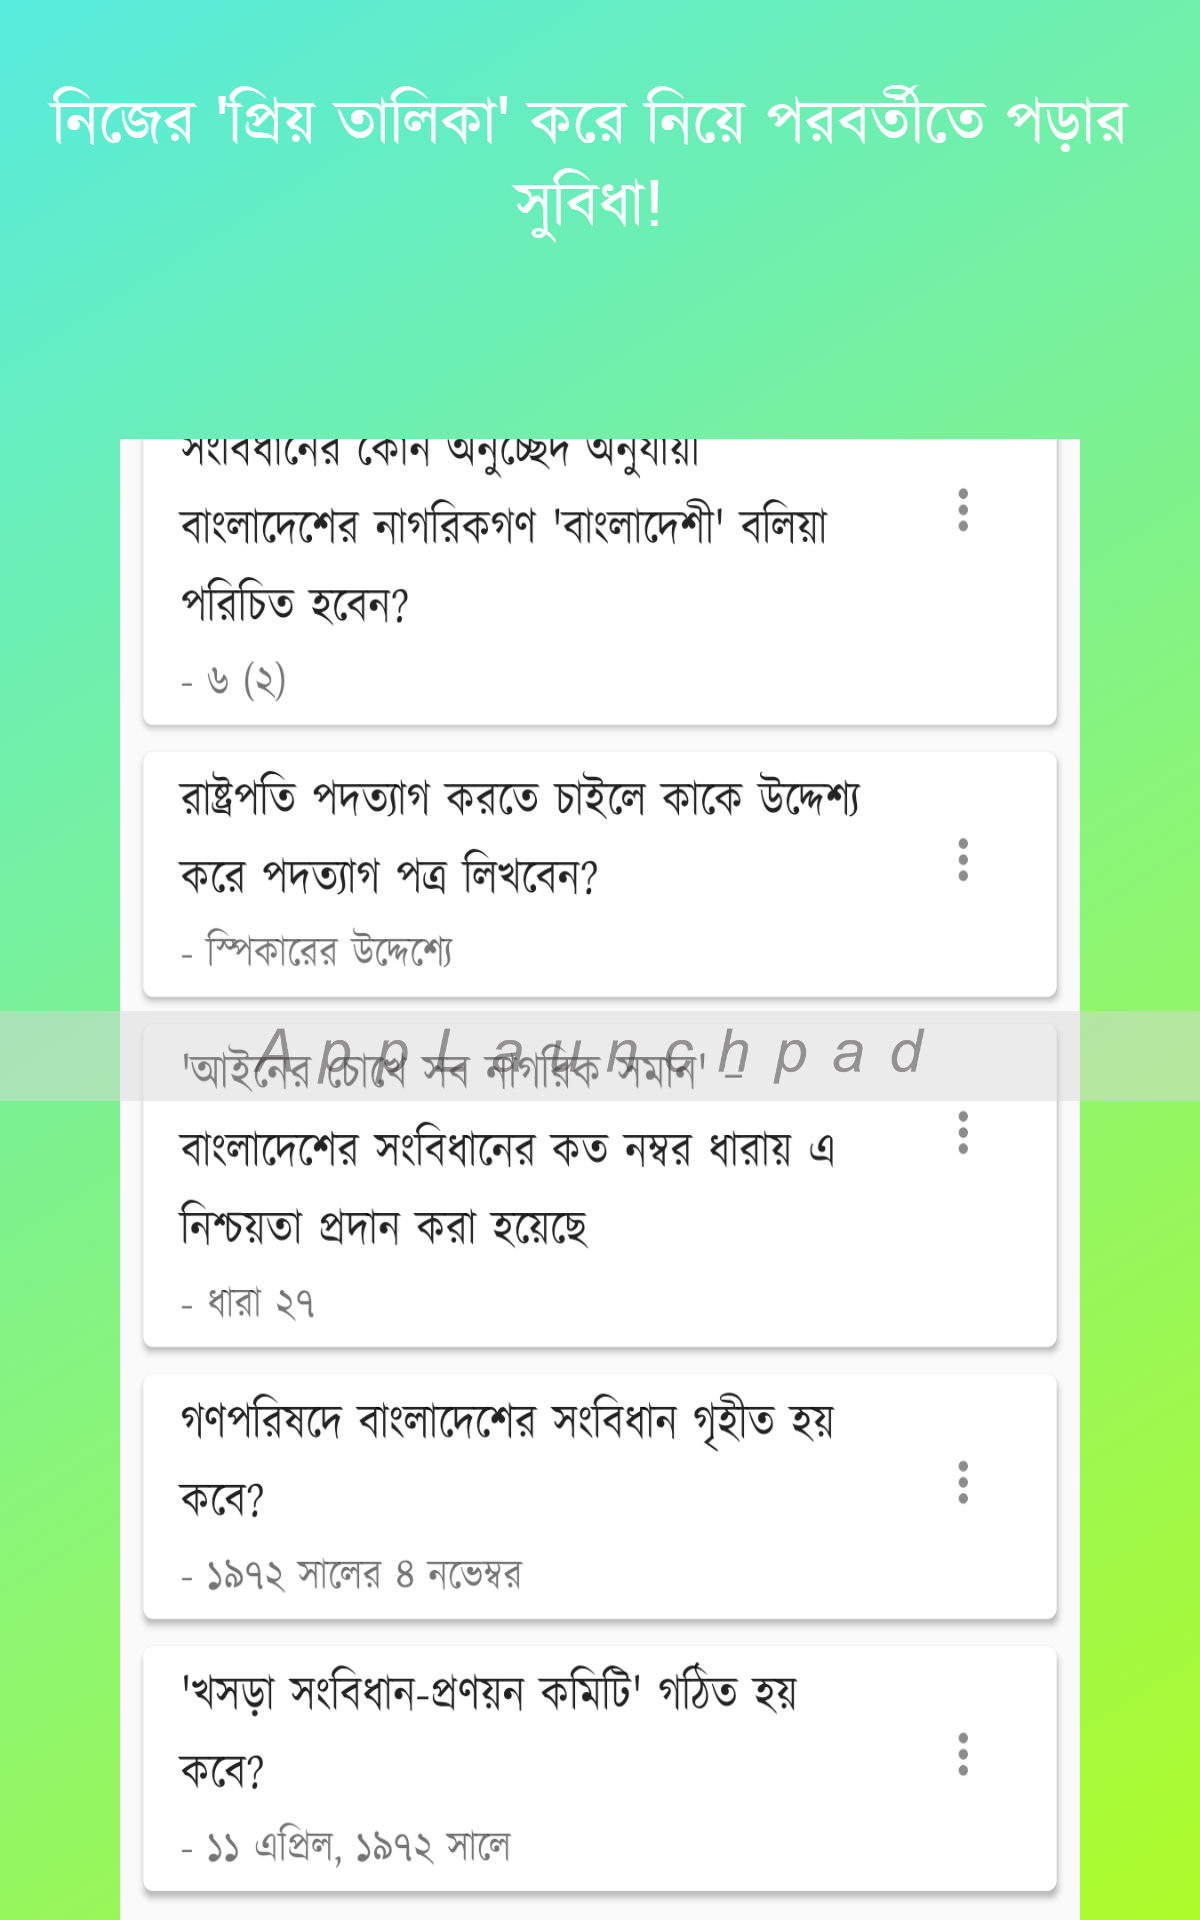 নিজের 'প্রিয় তালিকা' করে নিয়ে পরবর্তীতে পড়ার
সুবিধা!
সংবিধানের কোন অনুচ্ছেদ অনুযায়ী
বাংলাদেশের নাগরিকগণ 'বাংলাদেশী' বলিয়া
পরিচিত হবেন?
- ৬ (২)
রাষ্ট্রপতি পদত্যাগ করতে চাইলে কাকে উদ্দেশ্য
করে পদত্যাগ পত্র লিখবেন?
- স্পিকারের উদ্দেশ্যে
AppLaunchpad
'আইনের চোখে সব নাগরিক সমান' –
বাংলাদেশের সংবিধানের কত নম্বর ধারায় এ
নিশ্চয়তা প্রদান করা হয়েছে
- ধারা ২৭
গণপরিষদে বাংলাদেশের সংবিধান গৃহীত হয়
কবে?
- ১৯৭২ সালের ৪ নভেম্বর
'খসড়া সংবিধান-প্রণয়ন কমিটি' গঠিত হয়
কবে?
- ১১ এপ্রিল, ১৯৭২ সালে